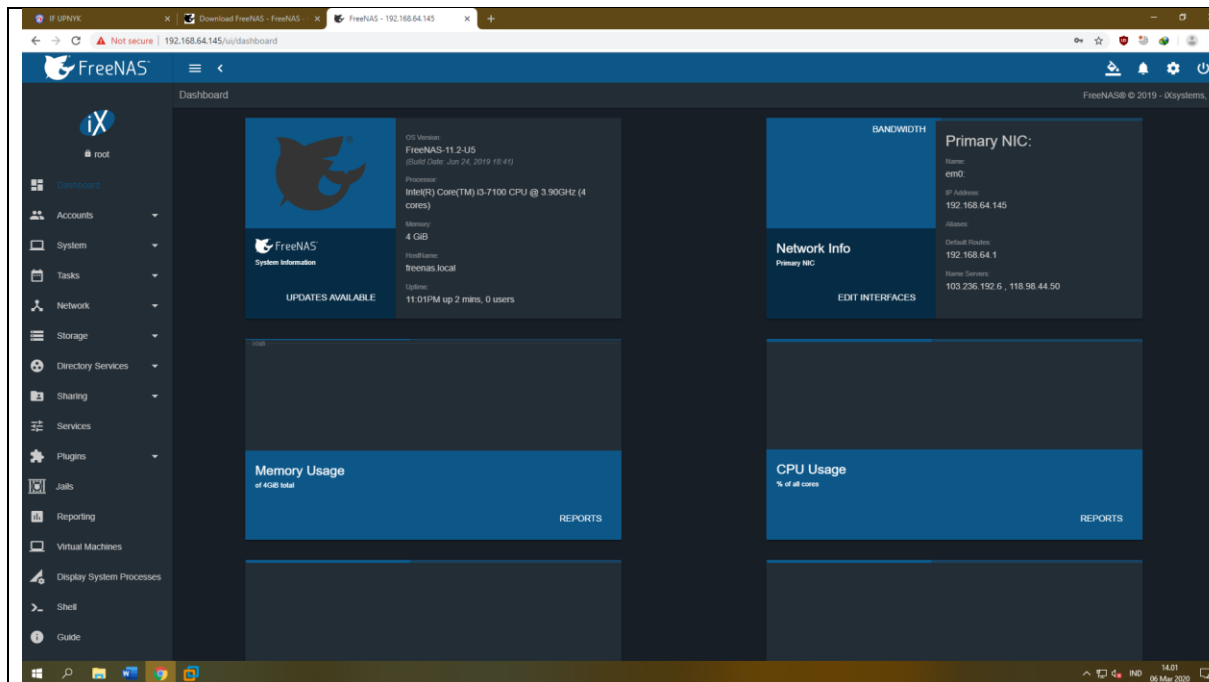 IF UPNYK
Download FreeNAS - FreeNAS -
FreeNAS - 192.168.64.145
Not secure | 192.168.64.145/ui/dashboard
FreeNAS
Dashboard
FreeNAS® © 2019 - iXsystems,
iX
root
Dashboard
Accounts
System
Tasks
Network
Storage
Directory Services
Sharing
Services
Plugins
Jails
Reporting
Virtual Machines
Display System Processes
Shell
Guide
FreeNAS
System Information
UPDATES AVAILABLE
OS Version:
FreeNAS-11.2-U5
(Build Date: Jun 24, 2019 18:41)
Processor:
Intel(R) Core(TM) i3-7100 CPU @ 3.90GHz (4
cores)
Memory:
4 GiB
HostName:
freenas.local
Uptime:
11:01PM up 2 mins, 0 users
BANDWIDTH
Network Info
Primary NIC
EDIT INTERFACES
Primary NIC:
Name:
em0:
IP Address:
192.168.64.145
Aliases:
Default Routes:
192.168.64.1
Name Servers:
103.236.192.6 , 118.98.44.50
Memory Usage
of 4GiB total
REPORTS
CPU Usage
% of all cores
REPORTS
IND
14.01
06 Mar 2020